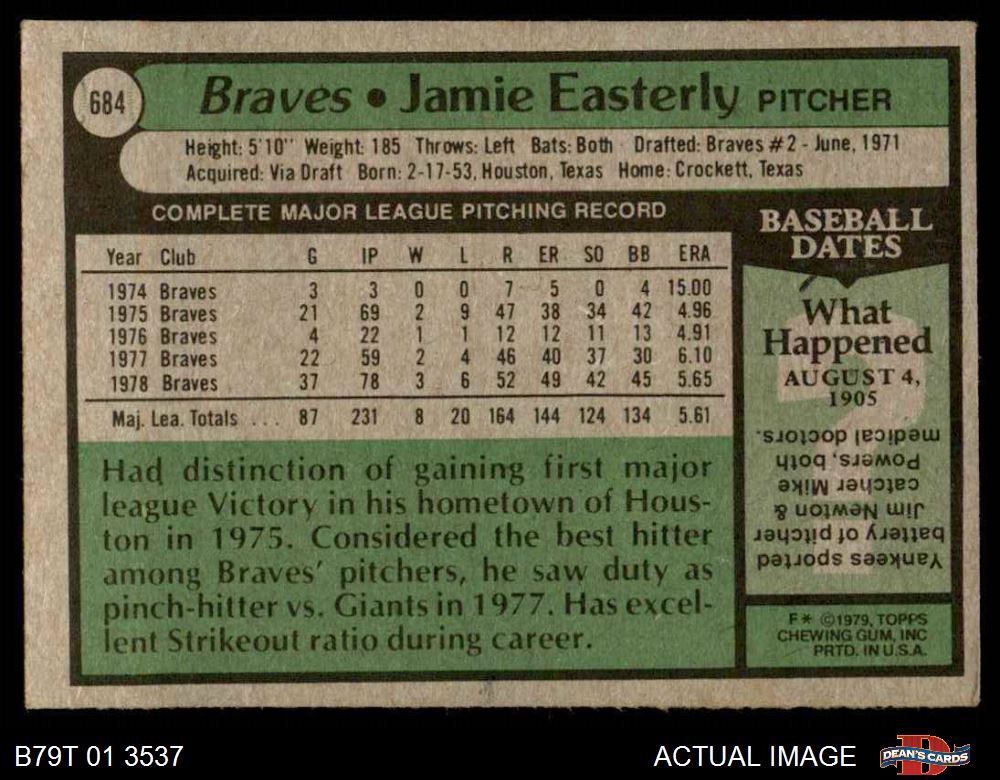 684
Braves • Jamie Easterly PITCHER
Height: 5'10" Weight: 185 Throws: Left Bats: Both Drafted: Braves #2 - June, 1971
Acquired: Via Draft Born: 2-17-53, Houston, Texas Home: Crockett, Texas
COMPLETE MAJOR LEAGUE PITCHING RECORD
Year Club G IP W L R ER SO BB ERA
1974 Braves 3 3 0 0 7 5 0 4 15.00
1975 Braves 21 69 2 9 47 38 34 42 4.96
1976 Braves 4 22 1 1 12 12 11 13 4.91
1977 Braves 22 59 2 4 46 40 37 30 6.10
1978 Braves 37 78 3 6 52 49 42 45 5.65
Maj. Lea. Totals ... 87 231 8 20 164 144 124 134 5.61
Had distinction of gaining first major
league Victory in his hometown of Hous-
ton in 1975. Considered the best hitter
among Braves' pitchers, he saw duty as
pinch-hitter vs. Giants in 1977. Has excel-
lent Strikeout ratio during career.
BASEBALL
DATES
What
Happened
AUGUST 4,
1905
Yankees sported
battery of pitcher
Jim Newton &
catcher Mike
Powers, both
medical doctors.
F* ©1979, TOPPS
CHEWING GUM, INC
PRTD. IN U.S.A.
B79T 01 3537
ACTUAL IMAGE
DEAN'S CARDS